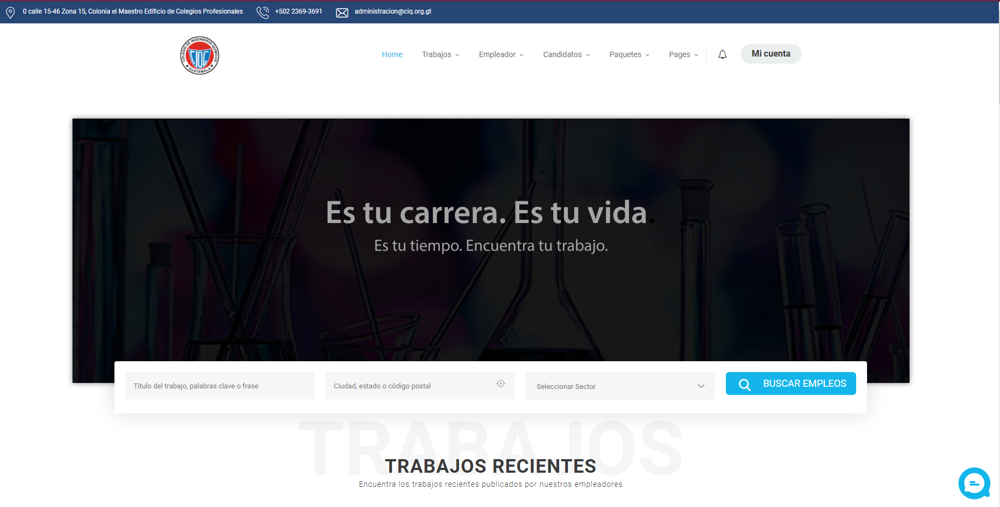 0 calle 15-46 Zona 15, Colonia el Maestro Edificio de Colegios Profesionales +502 2369-3691 administracion@ciq.org.gt
COLEGIO DE INGENIEROS QUIMICOS
CIQG
GUATEMALA
Home Trabajos Empleador Candidatos Paquetes Pages Mi cuenta
Es tu carrera. Es tu vida.
Es tu tiempo. Encuentra tu trabajo.
Título del trabajo, palabras clave o frase Ciudad, estado o código postal Seleccionar Sector BUSCAR EMPLEOS
TRABAJOS
TRABAJOS RECIENTES
Encuentra los trabajos recientes publicados por nuestros empleadores